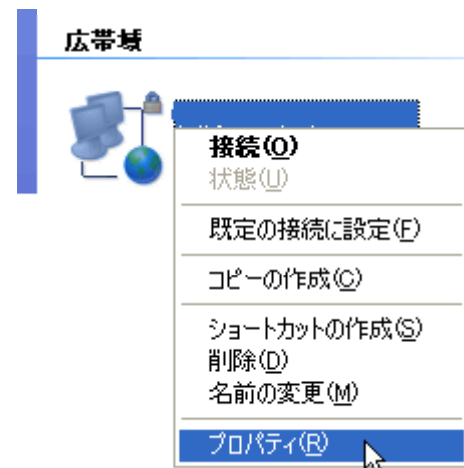 広帯域
接続(O)
状態(U)
既定の接続に設定(F)
コピーの作成(C)
ショートカットの作成(S)
削除(D)
名前の変更(M)
プロパティ(R)